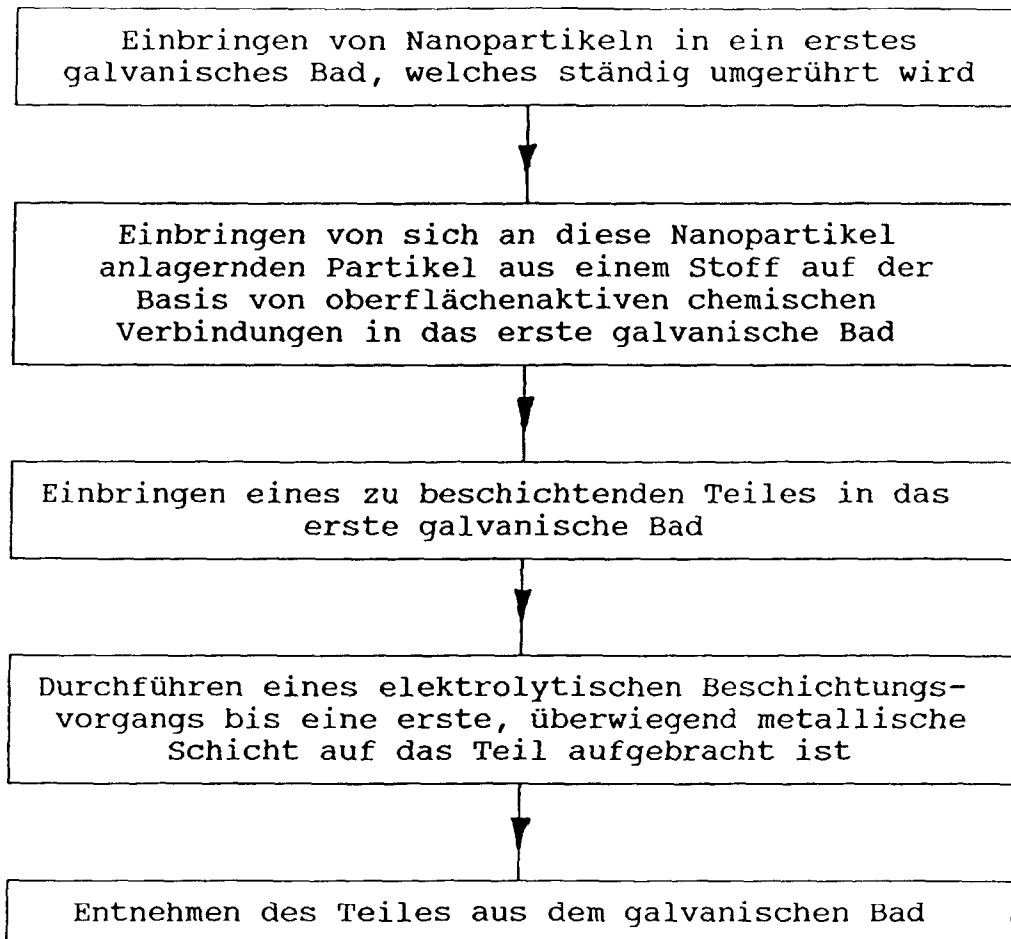 Einbringen von Nanopartikeln in ein erstes
galvanisches Bad, welches ständig umgerührt wird
Einbringen von sich an diese Nanopartikel
anlagernden Partikel aus einem Stoff auf der
Basis von oberflächenaktiven chemischen
Verbindungen in das erste galvanische Bad
Einbringen eines zu beschichtenden Teiles in das
erste galvanische Bad
Durchführen eines elektrolytischen Beschichtungs-
vorgangs bis eine erste, überwiegend metallische
Schicht auf das Teil aufgebracht ist
Entnehmen des Teiles aus dem galvanischen Bad